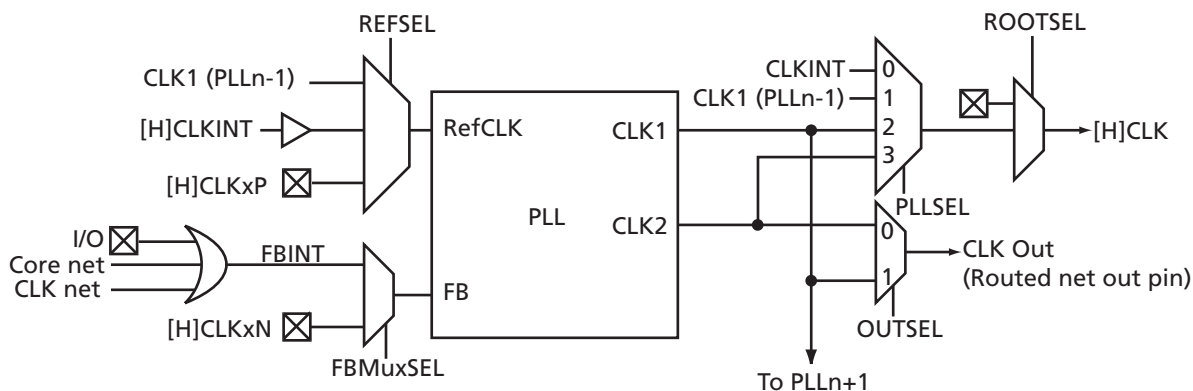 REFSEL
ROOTSEL
CLK1 (PLLn-1)
[H]CLKINT
[H]CLKxP
RefCLK
CLK1
PLL
CLK2
FB
CLKINT
CLK1 (PLLn-1)
0
1
2
3
PLLSEL
[H]CLK
I/O
Core net
CLK net
FBINT
[H]CLKxN
FBMuxSEL
0
1
OUTSEL
CLK Out
(Routed net out pin)
To PLLn+1